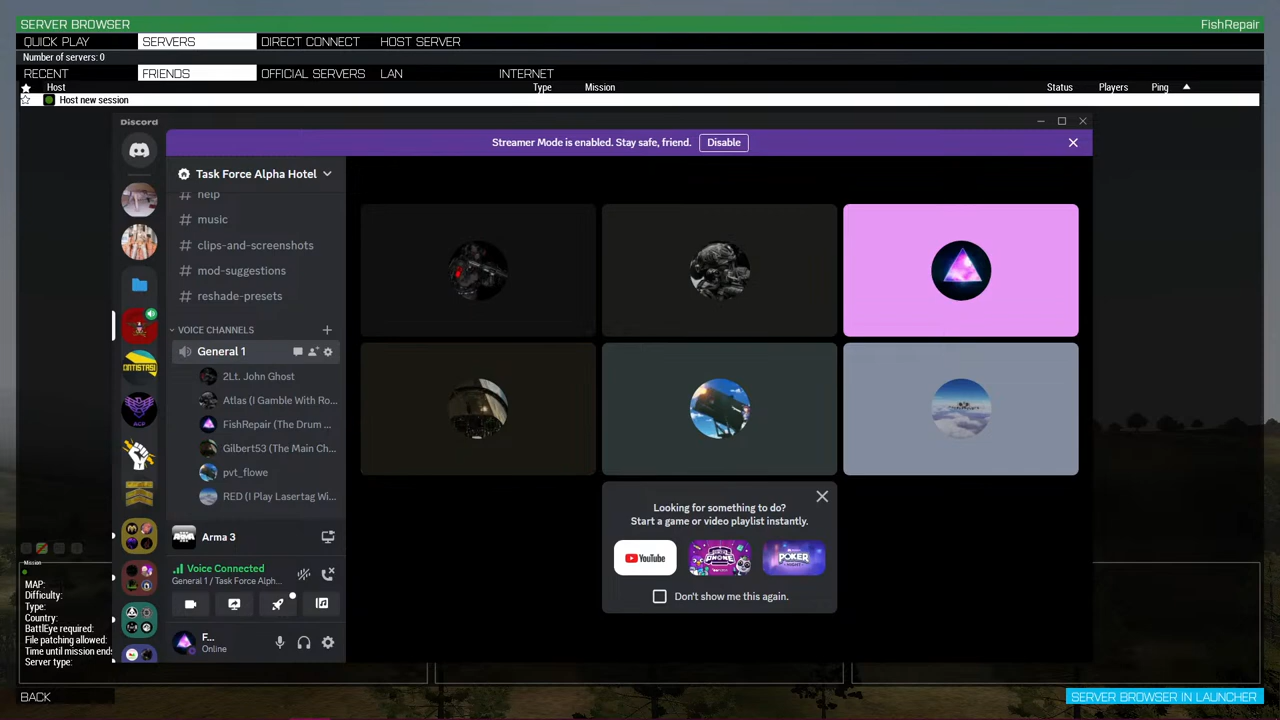 SERVER BROWSER
FishRepair
QUICK PLAY
SERVERS
DIRECT CONNECT
HOST SERVER
Number of servers: 0
RECENT
FRIENDS
OFFICIAL SERVERS
LAN
INTERNET
Host
Type
Mission
Status
Players
Ping
Host new session
Discord
Streamer Mode is enabled. Stay safe, friend.
Disable
Task Force Alpha Hotel
help
music
clips-and-screenshots
mod-suggestions
reshade-presets
VOICE CHANNELS
General 1
2Lt. John Ghost
Atlas (I Gamble With Ro...
FishRepair (The Drum ...
Gilbert53 (The Main Ch...
pvt_flowe
RED (I Play Lasertag Wi...
Arma 3
Voice Connected
General 1 / Task Force Alph...
F...
Online
Looking for something to do?
Start a game or video playlist instantly.
YouTube
POKER
NIGHT
Don't show me this again.
Mission
MAP:
Difficulty:
Type:
Country:
BattlEye required:
File patching allowed:
Time until mission end:
Server type:
BACK
SERVER BROWSER IN LAUNCHER